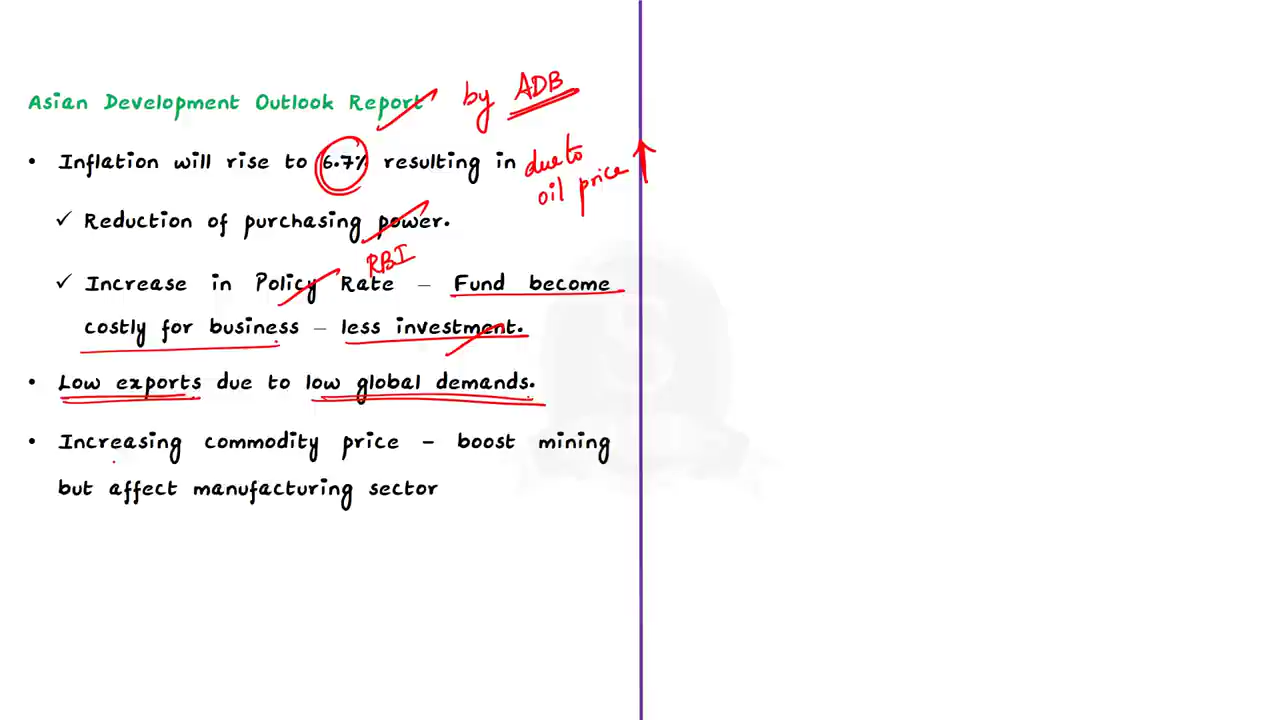 Asian Development Outlook Report by ADB
• Inflation will rise to 6.7% resulting in due to
oil price ↑
✓ Reduction of purchasing power.
RBI
✓ Increase in Policy Rate – Fund become
costly for business – less investment.
• Low exports due to low global demands.
• Increasing commodity price – boost mining
but affect manufacturing sector